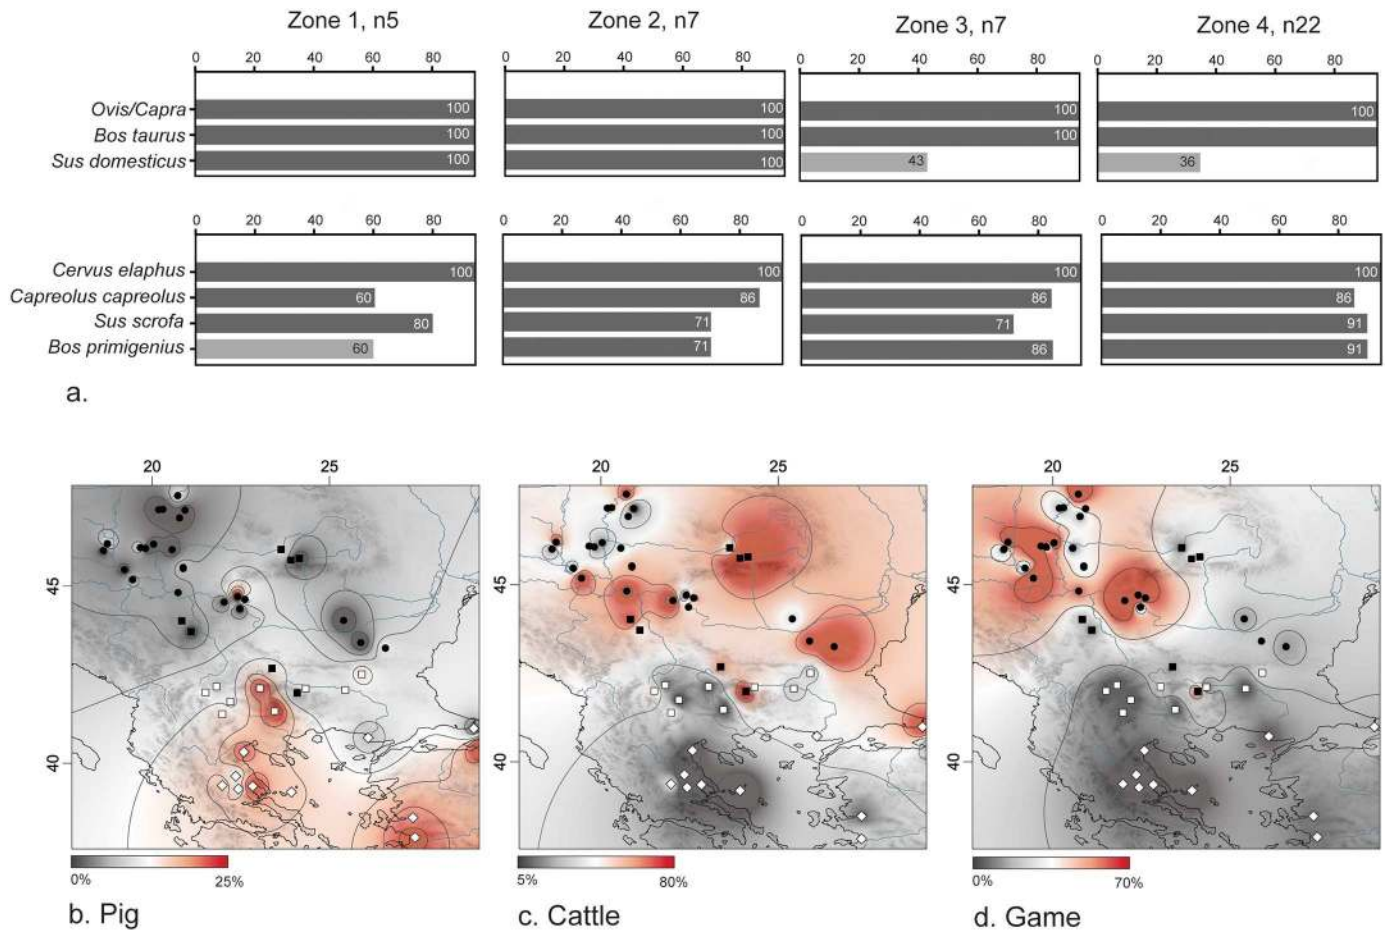 Zone 1, n5 Zone 2, n7 Zone 3, n7 Zone 4, n22
0 20 40 60 80 0 20 40 60 80 0 20 40 60 80 0 20 40 60 80
Ovis/Capra 100 100 100 100
Bos taurus 100 100 100
Sus domesticus 100 100 43 36
0 20 40 60 80 0 20 40 60 80 0 20 40 60 80 0 20 40 60 80
Cervus elaphus 100 100 100 100
Capreolus capreolus 60 86 86 86
Sus scrofa 80 71 71 91
Bos primigenius 60 71 86 91
a.
20 25 20 25 20 25
45 45 45
40 40 40
0% 25% 5% 80% 0% 70%
b. Pig c. Cattle d. Game